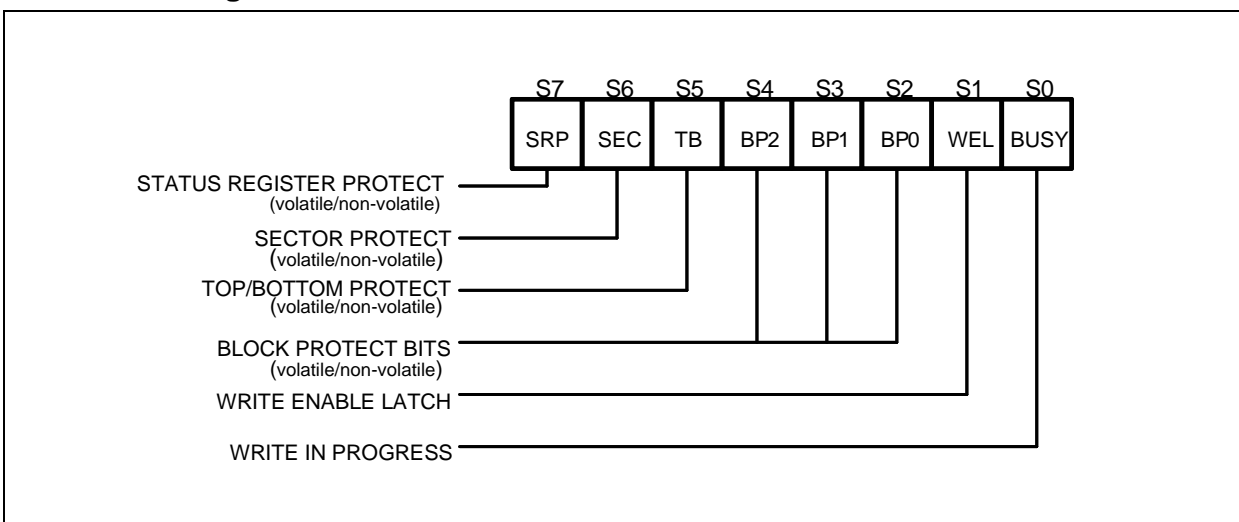 S7 S6 S5 S4 S3 S2 S1 S0
SRP SEC TB BP2 BP1 BP0 WEL BUSY
STATUS REGISTER PROTECT
(volatile/non-volatile)
SECTOR PROTECT
(volatile/non-volatile)
TOP/BOTTOM PROTECT
(volatile/non-volatile)
BLOCK PROTECT BITS
(volatile/non-volatile)
WRITE ENABLE LATCH
WRITE IN PROGRESS